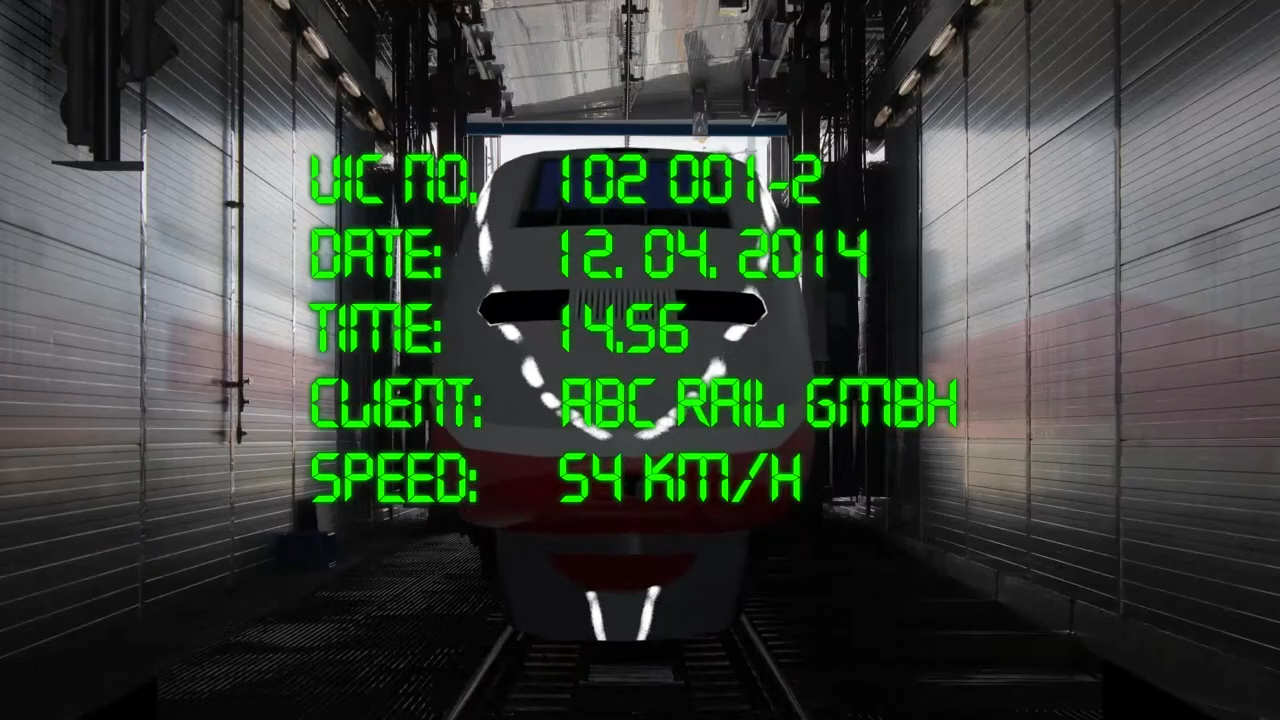 UIC NO. 102 001-2
DATE: 12. 04. 2014
TIME: 14.56
CLIENT: ABC RAIL GMBH
SPEED: 54 KM/H